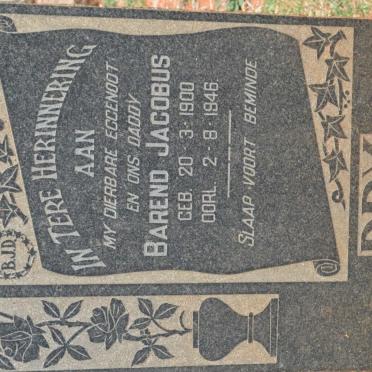 IN TERE HERINNERING
AAN
MY DIERBARE EGGENOOT
EN ONS DADDY
BAREND JACOBUS
GEB. 20-3-1900
OORL. 2-8-1946
SLAAP VOORT BEMINDE
B.J.D.